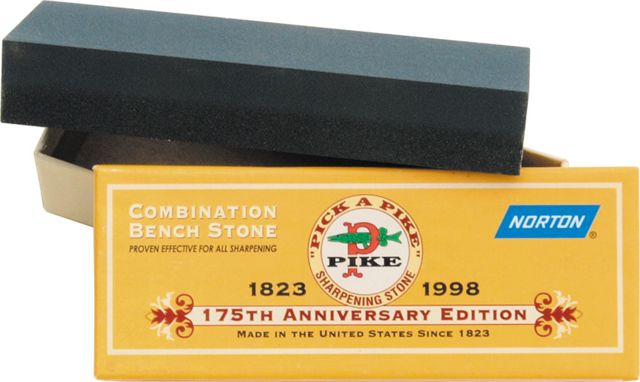 COMBINATION
BENCH STONE
PROVEN EFFECTIVE FOR ALL SHARPENING
"PICK A PIKE"
P
PIKE
SHARPENING STONE
NORTON®
1823 1998
175TH ANNIVERSARY EDITION
MADE IN THE UNITED STATES SINCE 1823